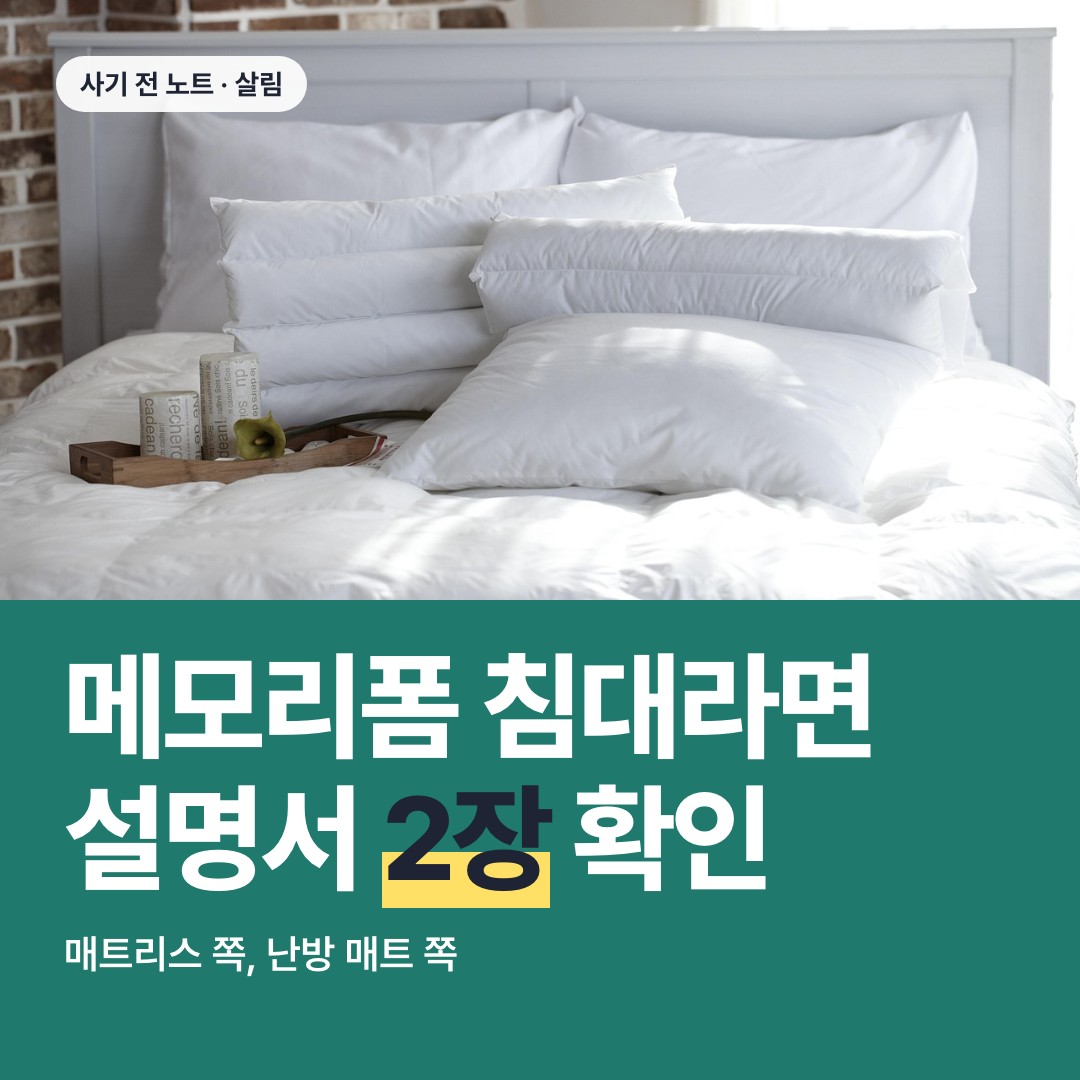 사기 전 노트 · 살림
메모리폼 침대라면
설명서 2장 확인
매트리스 쪽, 난방 매트 쪽